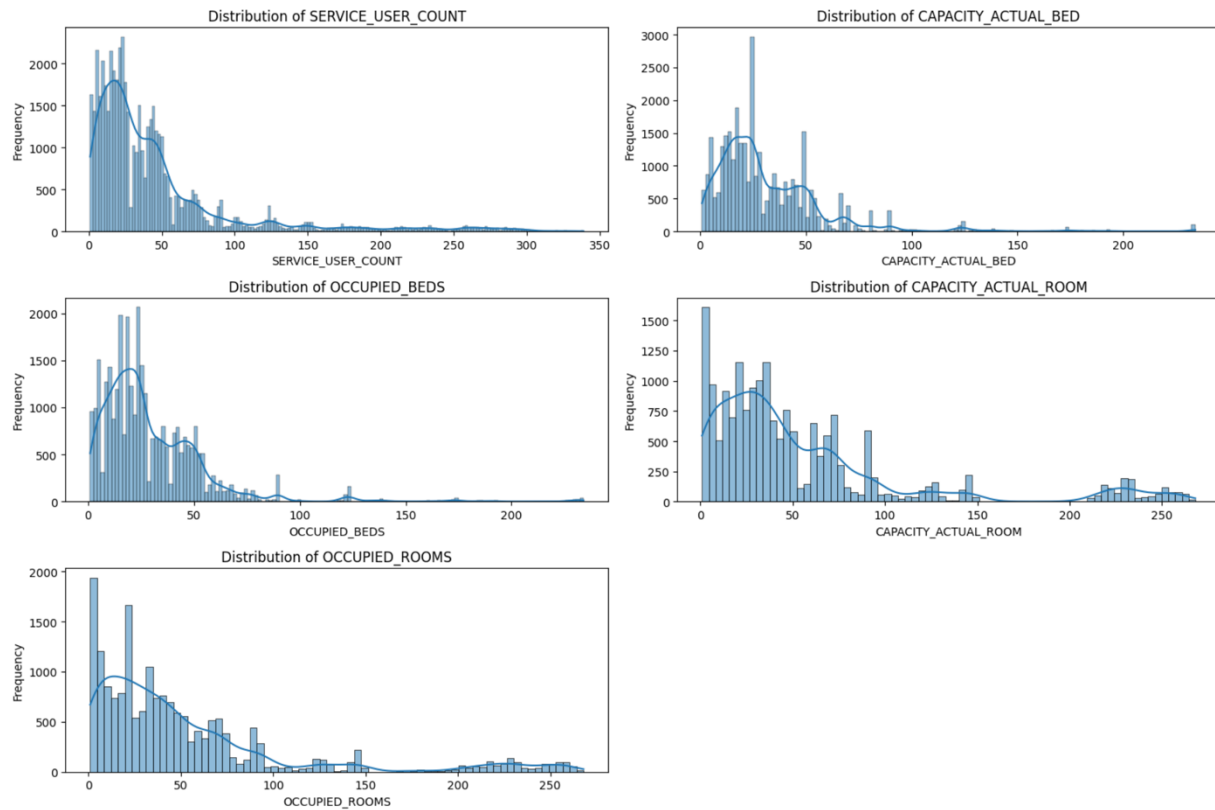 Distribution of SERVICE_USER_COUNT
Frequency
2000
1500
1000
500
0
0 50 100 150 200 250 300 350
SERVICE_USER_COUNT
Distribution of CAPACITY_ACTUAL_BED
Frequency
3000
2500
2000
1500
1000
500
0
0 50 100 150 200
CAPACITY_ACTUAL_BED
Distribution of OCCUPIED_BEDS
Frequency
2000
1500
1000
500
0
0 50 100 150 200
OCCUPIED_BEDS
Distribution of CAPACITY_ACTUAL_ROOM
Frequency
1500
1250
1000
750
500
250
0
0 50 100 150 200 250
CAPACITY_ACTUAL_ROOM
Distribution of OCCUPIED_ROOMS
Frequency
2000
1500
1000
500
0
0 50 100 150 200 250
OCCUPIED_ROOMS